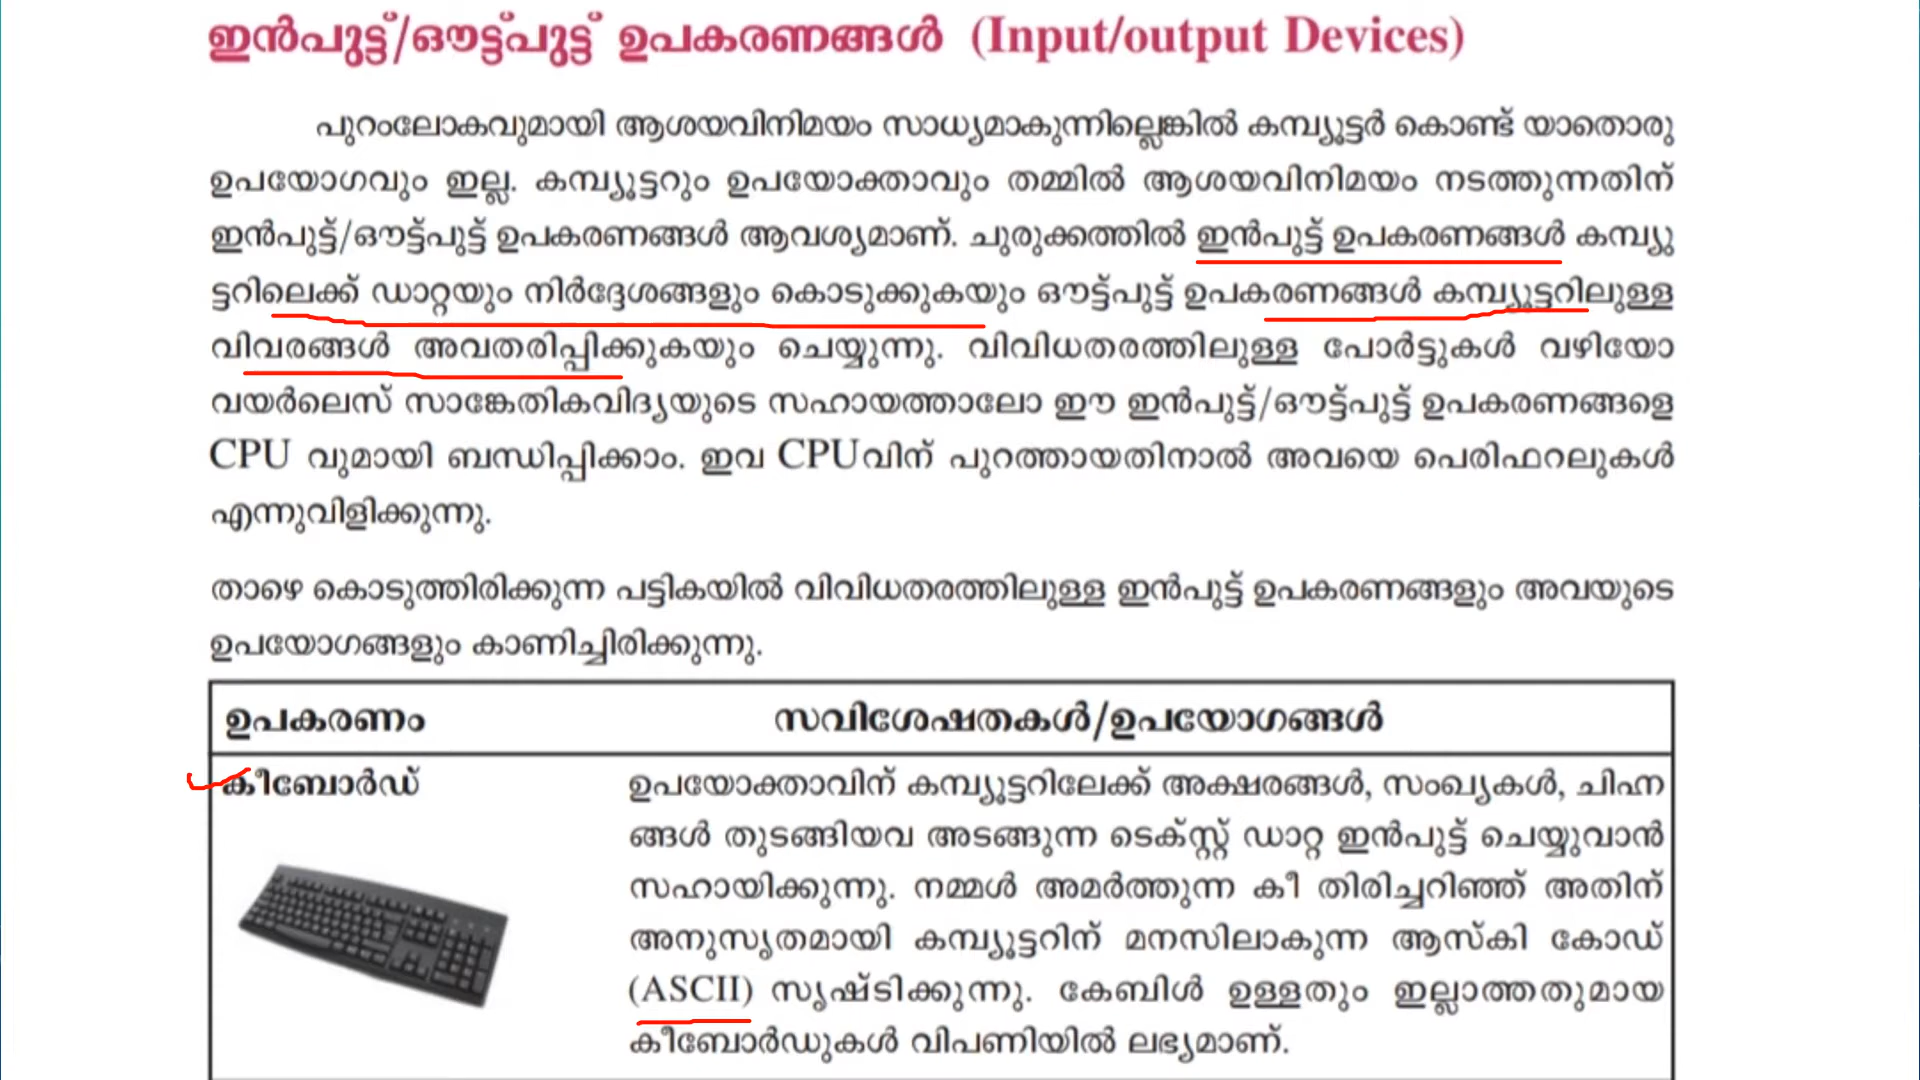 ഇൻപുട്ട്/ഔട്ട്പുട്ട് ഉപകരണങ്ങൾ (Input/output Devices)
പുറംലോകവുമായി ആശയവിനിമയം സാധ്യമാകുന്നില്ലെങ്കിൽ കമ്പ്യൂട്ടർ കൊണ്ട് യാതൊരു
ഉപയോഗവും ഇല്ല. കമ്പ്യൂട്ടറും ഉപയോക്താവും തമ്മിൽ ആശയവിനിമയം നടത്തുന്നതിന്
ഇൻപുട്ട്/ഔട്ട്പുട്ട് ഉപകരണങ്ങൾ ആവശ്യമാണ്. ചുരുക്കത്തിൽ ഇൻപുട്ട് ഉപകരണങ്ങൾ കമ്പ്യൂ
ട്ടറിലെക്ക് ഡാറ്റയും നിർദ്ദേശങ്ങളും കൊടുക്കുകയും ഔട്ട്പുട്ട് ഉപകരണങ്ങൾ കമ്പ്യൂട്ടറിലുള്ള
വിവരങ്ങൾ അവതരിപ്പിക്കുകയും ചെയ്യുന്നു. വിവിധതരത്തിലുള്ള പോർട്ടുകൾ വഴിയോ
വയർലെസ് സാങ്കേതികവിദ്യയുടെ സഹായത്താലോ ഈ ഇൻപുട്ട്/ഔട്ട്പുട്ട് ഉപകരണങ്ങളെ
CPU വുമായി ബന്ധിപ്പിക്കാം. ഇവ CPUവിന് പുറത്തായതിനാൽ അവയെ പെരിഫറലുകൾ
എന്നുവിളിക്കുന്നു.
താഴെ കൊടുത്തിരിക്കുന്ന പട്ടികയിൽ വിവിധതരത്തിലുള്ള ഇൻപുട്ട് ഉപകരണങ്ങളും അവയുടെ
ഉപയോഗങ്ങളും കാണിച്ചിരിക്കുന്നു.
ഉപകരണം സവിശേഷതകൾ/ഉപയോഗങ്ങൾ
കീബോർഡ് ഉപയോക്താവിന് കമ്പ്യൂട്ടറിലേക്ക് അക്ഷരങ്ങൾ, സംഖ്യകൾ, ചിഹ്ന
ങ്ങൾ തുടങ്ങിയവ അടങ്ങുന്ന ടെക്സ്റ്റ് ഡാറ്റ ഇൻപുട്ട് ചെയ്യുവാൻ
സഹായിക്കുന്നു. നമ്മൾ അമർത്തുന്ന കീ തിരിച്ചറിഞ്ഞ് അതിന്
അനുസൃതമായി കമ്പ്യൂട്ടറിന് മനസിലാകുന്ന ആസ്കി കോഡ്
(ASCII) സൃഷ്ടിക്കുന്നു. കേബിൾ ഉള്ളതും ഇല്ലാത്തതുമായ
കീബോർഡുകൾ വിപണിയിൽ ലഭ്യമാണ്.